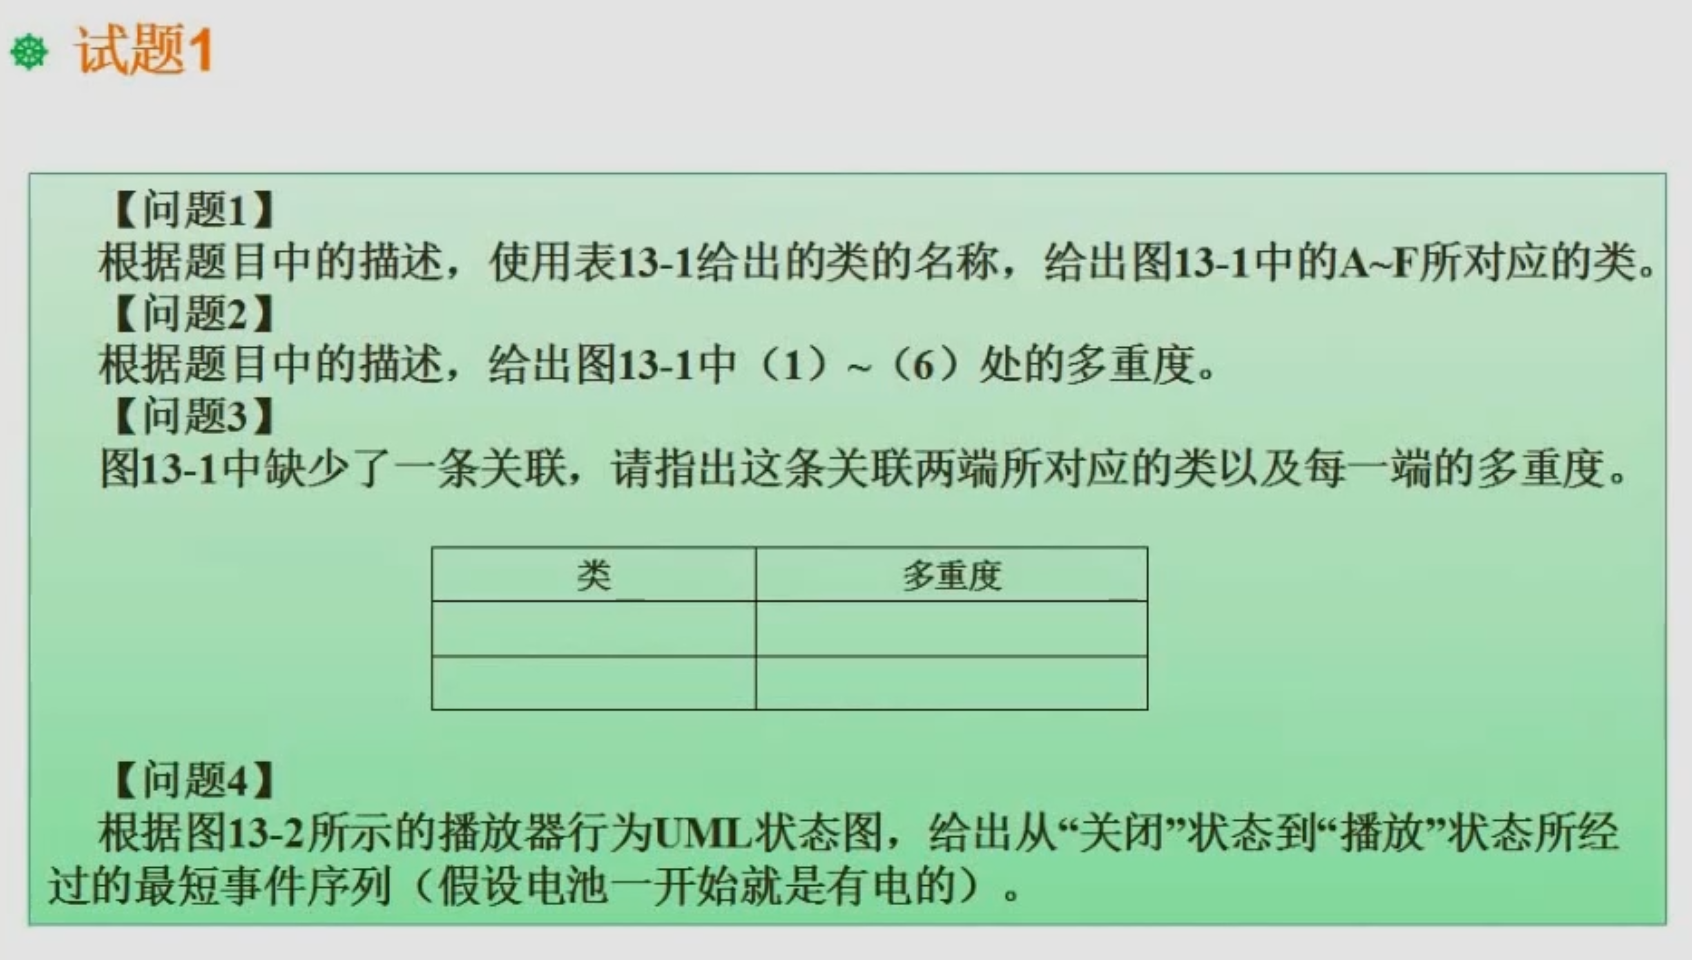 试题1
【问题1】
根据题目中的描述，使用表13-1给出的类的名称，给出图13-1中的A~F所对应的类。
【问题2】
根据题目中的描述，给出图13-1中（1）~（6）处的多重度。
【问题3】
图13-1中缺少了一条关联，请指出这条关联两端所对应的类以及每一端的多重度。
类 多重度
【问题4】
根据图13-2所示的播放器行为UML状态图，给出从“关闭”状态到“播放”状态所经
过的最短事件序列（假设电池一开始就是有电的）。